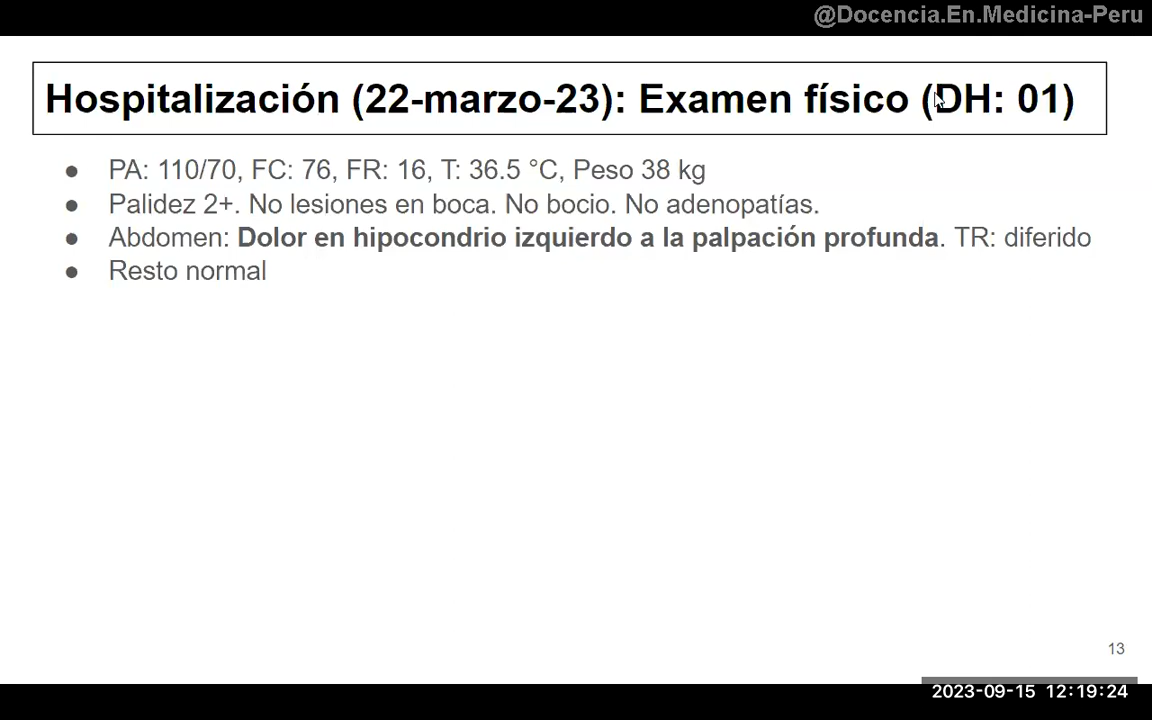 @Docencia.En.Medicina-Peru
Hospitalización (22-marzo-23): Examen físico (DH: 01)
● PA: 110/70, FC: 76, FR: 16, T: 36.5 °C, Peso 38 kg
● Palidez 2+. No lesiones en boca. No bocio. No adenopatías.
● Abdomen: Dolor en hipocondrio izquierdo a la palpación profunda. TR: diferido
● Resto normal
13
2023-09-15 12:19:24